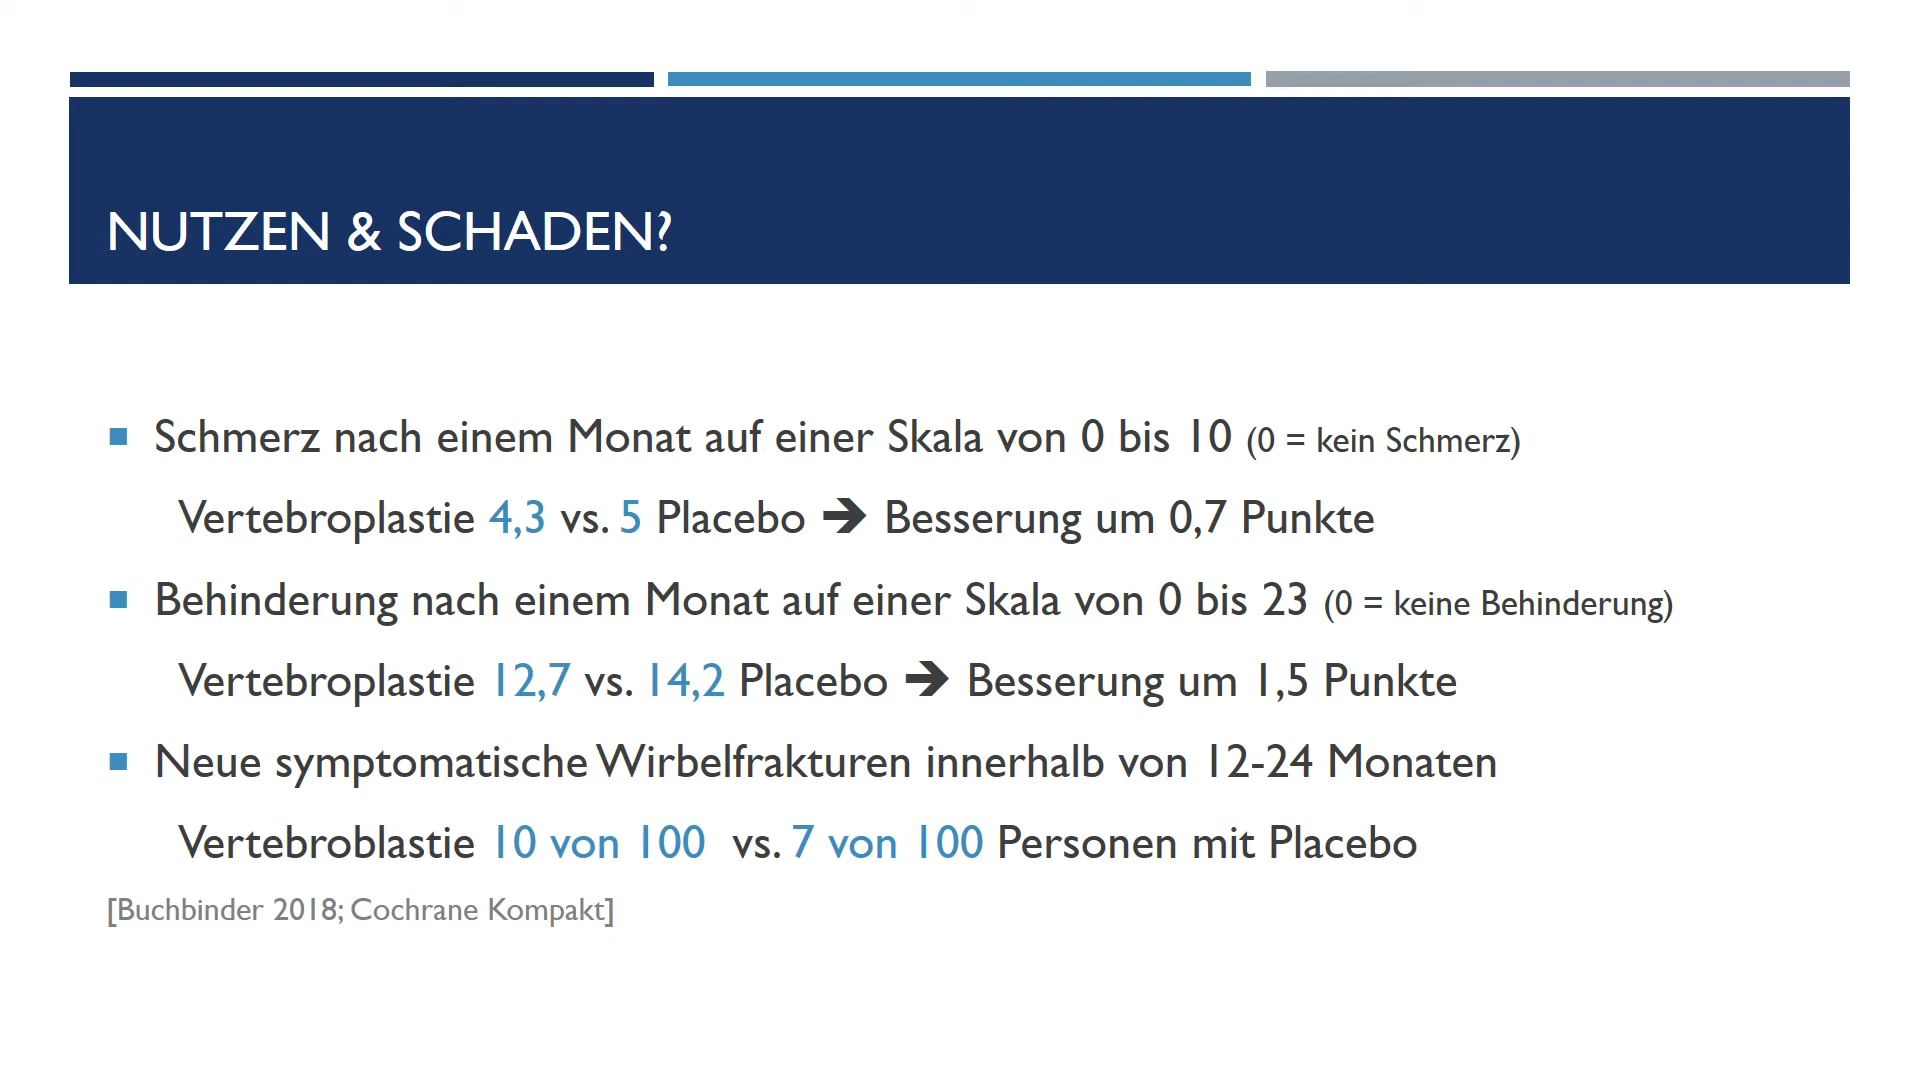 NUTZEN & SCHADEN?
▪ Schmerz nach einem Monat auf einer Skala von 0 bis 10 (0 = kein Schmerz)
Vertebroplastie 4,3 vs. 5 Placebo ➔ Besserung um 0,7 Punkte
▪ Behinderung nach einem Monat auf einer Skala von 0 bis 23 (0 = keine Behinderung)
Vertebroplastie 12,7 vs. 14,2 Placebo ➔ Besserung um 1,5 Punkte
▪ Neue symptomatische Wirbelfrakturen innerhalb von 12-24 Monaten
Vertebroblastie 10 von 100 vs. 7 von 100 Personen mit Placebo
[Buchbinder 2018; Cochrane Kompakt]